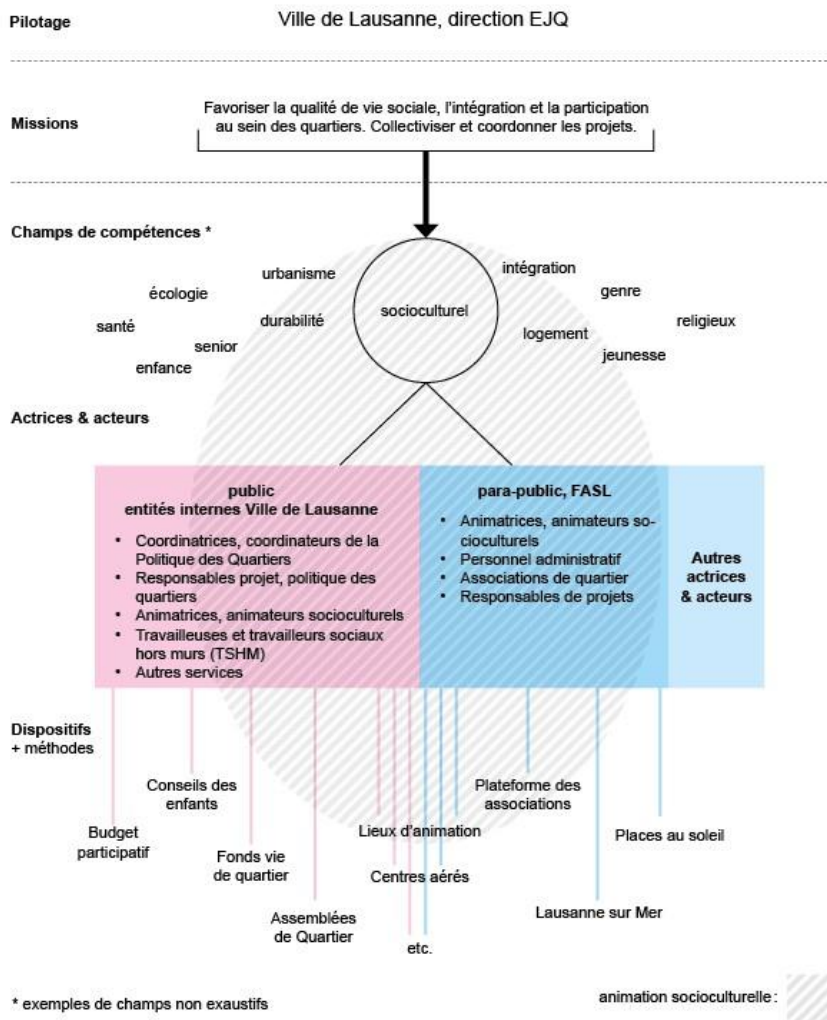 Pilotage
Ville de Lausanne, direction EJQ
Missions
Favoriser la qualité de vie sociale, l'intégration et la participation
au sein des quartiers. Collectiviser et coordonner les projets.
Champs de compétences *
urbanisme
intégration
écologie
genre
santé
durabilité
socioculturel
religieux
logement
senior
jeunesse
enfance
Actrices & acteurs
public
entités internes Ville de Lausanne
• Coordinatrices, coordinateurs de la
Politique des Quartiers
• Responsables projet, politique des
quartiers
• Animatrices, animateurs socioculturels
• Travailleuses et travailleurs sociaux
hors murs (TSHM)
• Autres services
para-public, FASL
• Animatrices, animateurs so-
cioculturels
• Personnel administratif
• Associations de quartier
• Responsables de projets
Autres
actrices
& acteurs
Dispositifs
+ méthodes
Conseils des
enfants
Plateforme des
associations
Budget
participatif
Lieux d'animation
Places au soleil
Fonds vie
de quartier
Centres aérés
Assemblées
de Quartier
Lausanne sur Mer
etc.
* exemples de champs non exaustifs
animation socioculturelle :